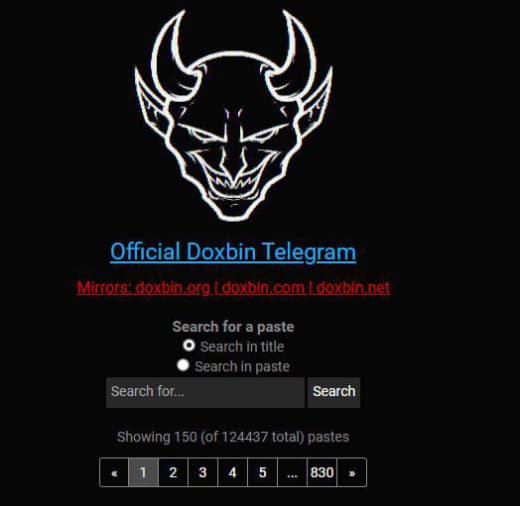 Official Doxbin Telegram
Mirrors: doxbin.org | doxbin.com | doxbin.net
Search for a paste
Search in title
Search in paste
Search for... Search
Showing 150 (of 124437 total) pastes
« 1 2 3 4 5 ... 830 »